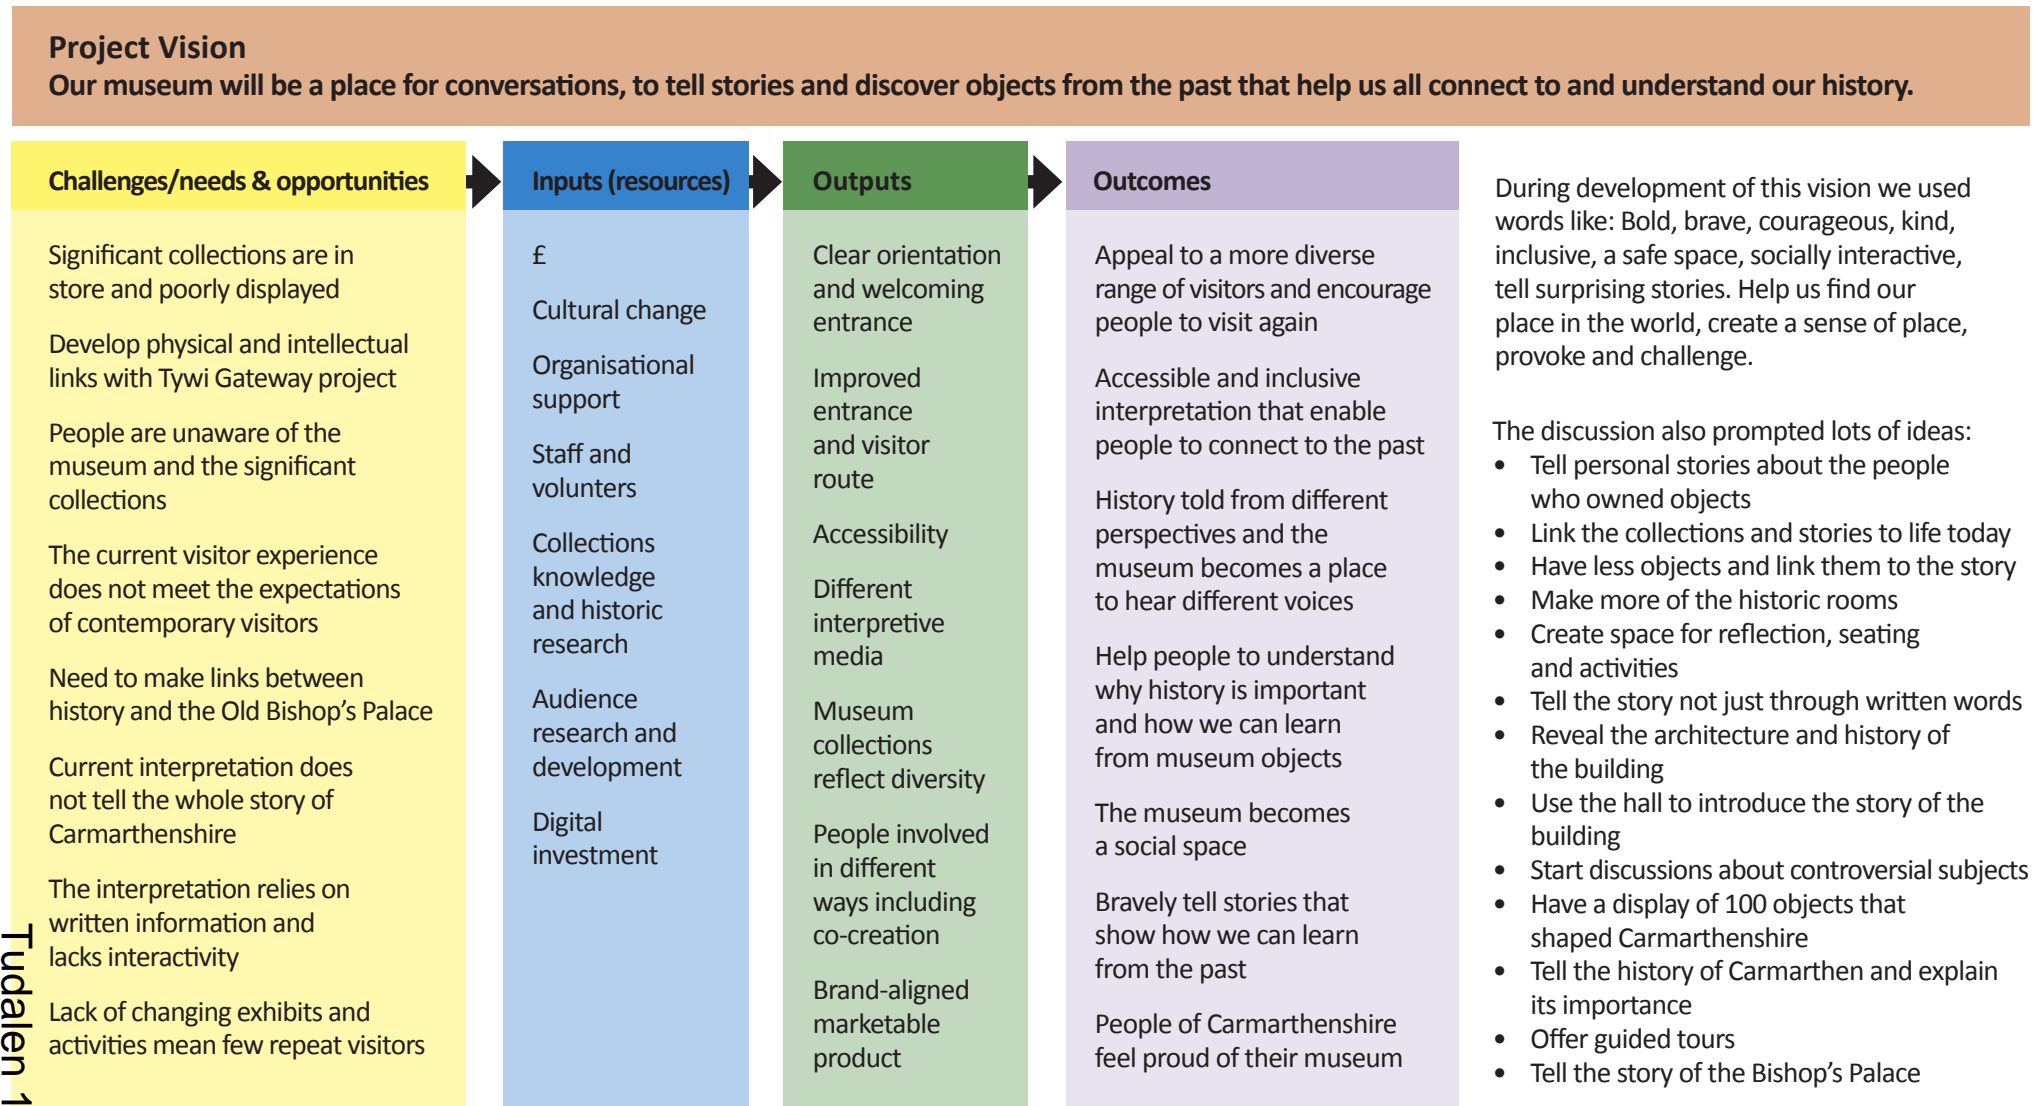 Project Vision
Our museum will be a place for conversations, to tell stories and discover objects from the past that help us all connect to and understand our history.
Challenges/needs & opportunities
Significant collections are in
store and poorly displayed
Develop physical and intellectual
links with Tywi Gateway project
People are unaware of the
museum and the significant
collections
The current visitor experience
does not meet the expectations
of contemporary visitors
Need to make links between
history and the Old Bishop's Palace
Current interpretation does
not tell the whole story of
Carmarthenshire
The interpretation relies on
written information and
lacks interactivity
Lack of changing exhibits and
activities mean few repeat visitors
Inputs (resources)
£
Cultural change
Organisational
support
Staff and
volunters
Collections
knowledge
and historic
research
Audience
research and
development
Digital
investment
Outputs
Clear orientation
and welcoming
entrance
Improved
entrance
and visitor
route
Accessibility
Different
interpretive
media
Museum
collections
reflect diversity
People involved
in different
ways including
co-creation
Brand-aligned
marketable
product
Outcomes
Appeal to a more diverse
range of visitors and encourage
people to visit again
Accessible and inclusive
interpretation that enable
people to connect to the past
History told from different
perspectives and the
museum becomes a place
to hear different voices
Help people to understand
why history is important
and how we can learn
from museum objects
The museum becomes
a social space
Bravely tell stories that
show how we can learn
from the past
People of Carmarthenshire
feel proud of their museum
During development of this vision we used
words like: Bold, brave, courageous, kind,
inclusive, a safe space, socially interactive,
tell surprising stories. Help us find our
place in the world, create a sense of place,
provoke and challenge.
The discussion also prompted lots of ideas:
• Tell personal stories about the people
who owned objects
• Link the collections and stories to life today
• Have less objects and link them to the story
• Make more of the historic rooms
• Create space for reflection, seating
and activities
• Tell the story not just through written words
• Reveal the architecture and history of
the building
• Use the hall to introduce the story of the
building
• Start discussions about controversial subjects
• Have a display of 100 objects that
shaped Carmarthenshire
• Tell the history of Carmarthen and explain
its importance
• Offer guided tours
• Tell the story of the Bishop's Palace
Tudalen 1